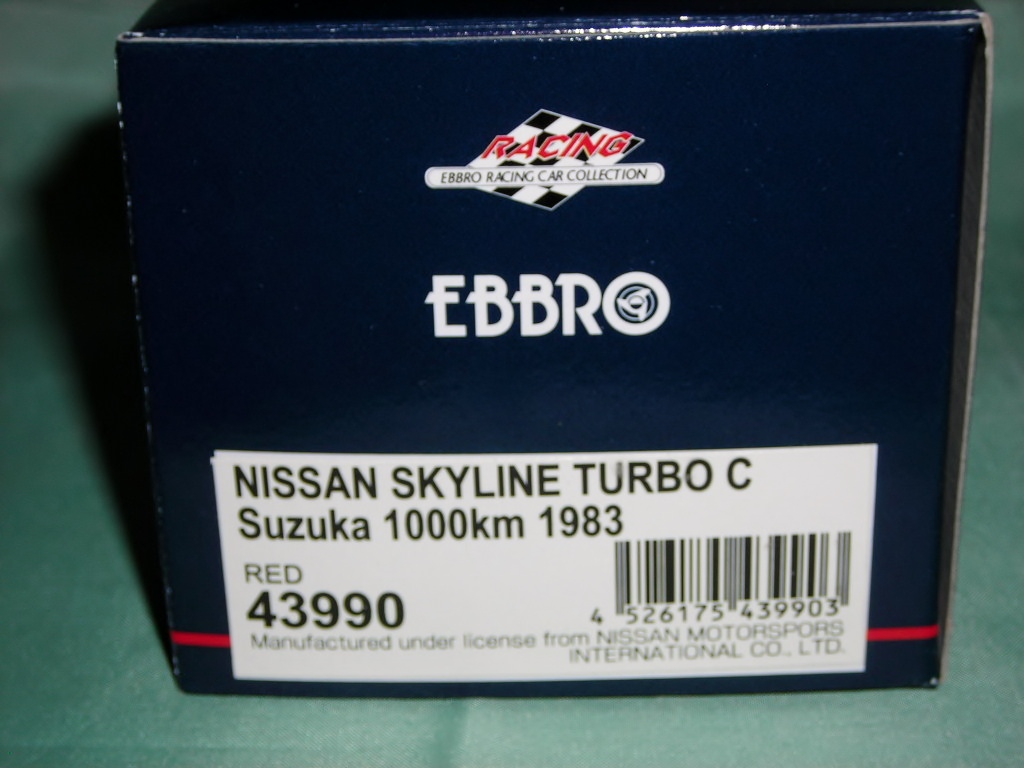 RACING
EBBRO RACING CAR COLLECTION
EBBRO
NISSAN SKYLINE TURBO C
Suzuka 1000km 1983
RED
43990
4 526175 439903
Manufactured under license from NISSAN MOTORSPORS
INTERNATIONAL CO., LTD.